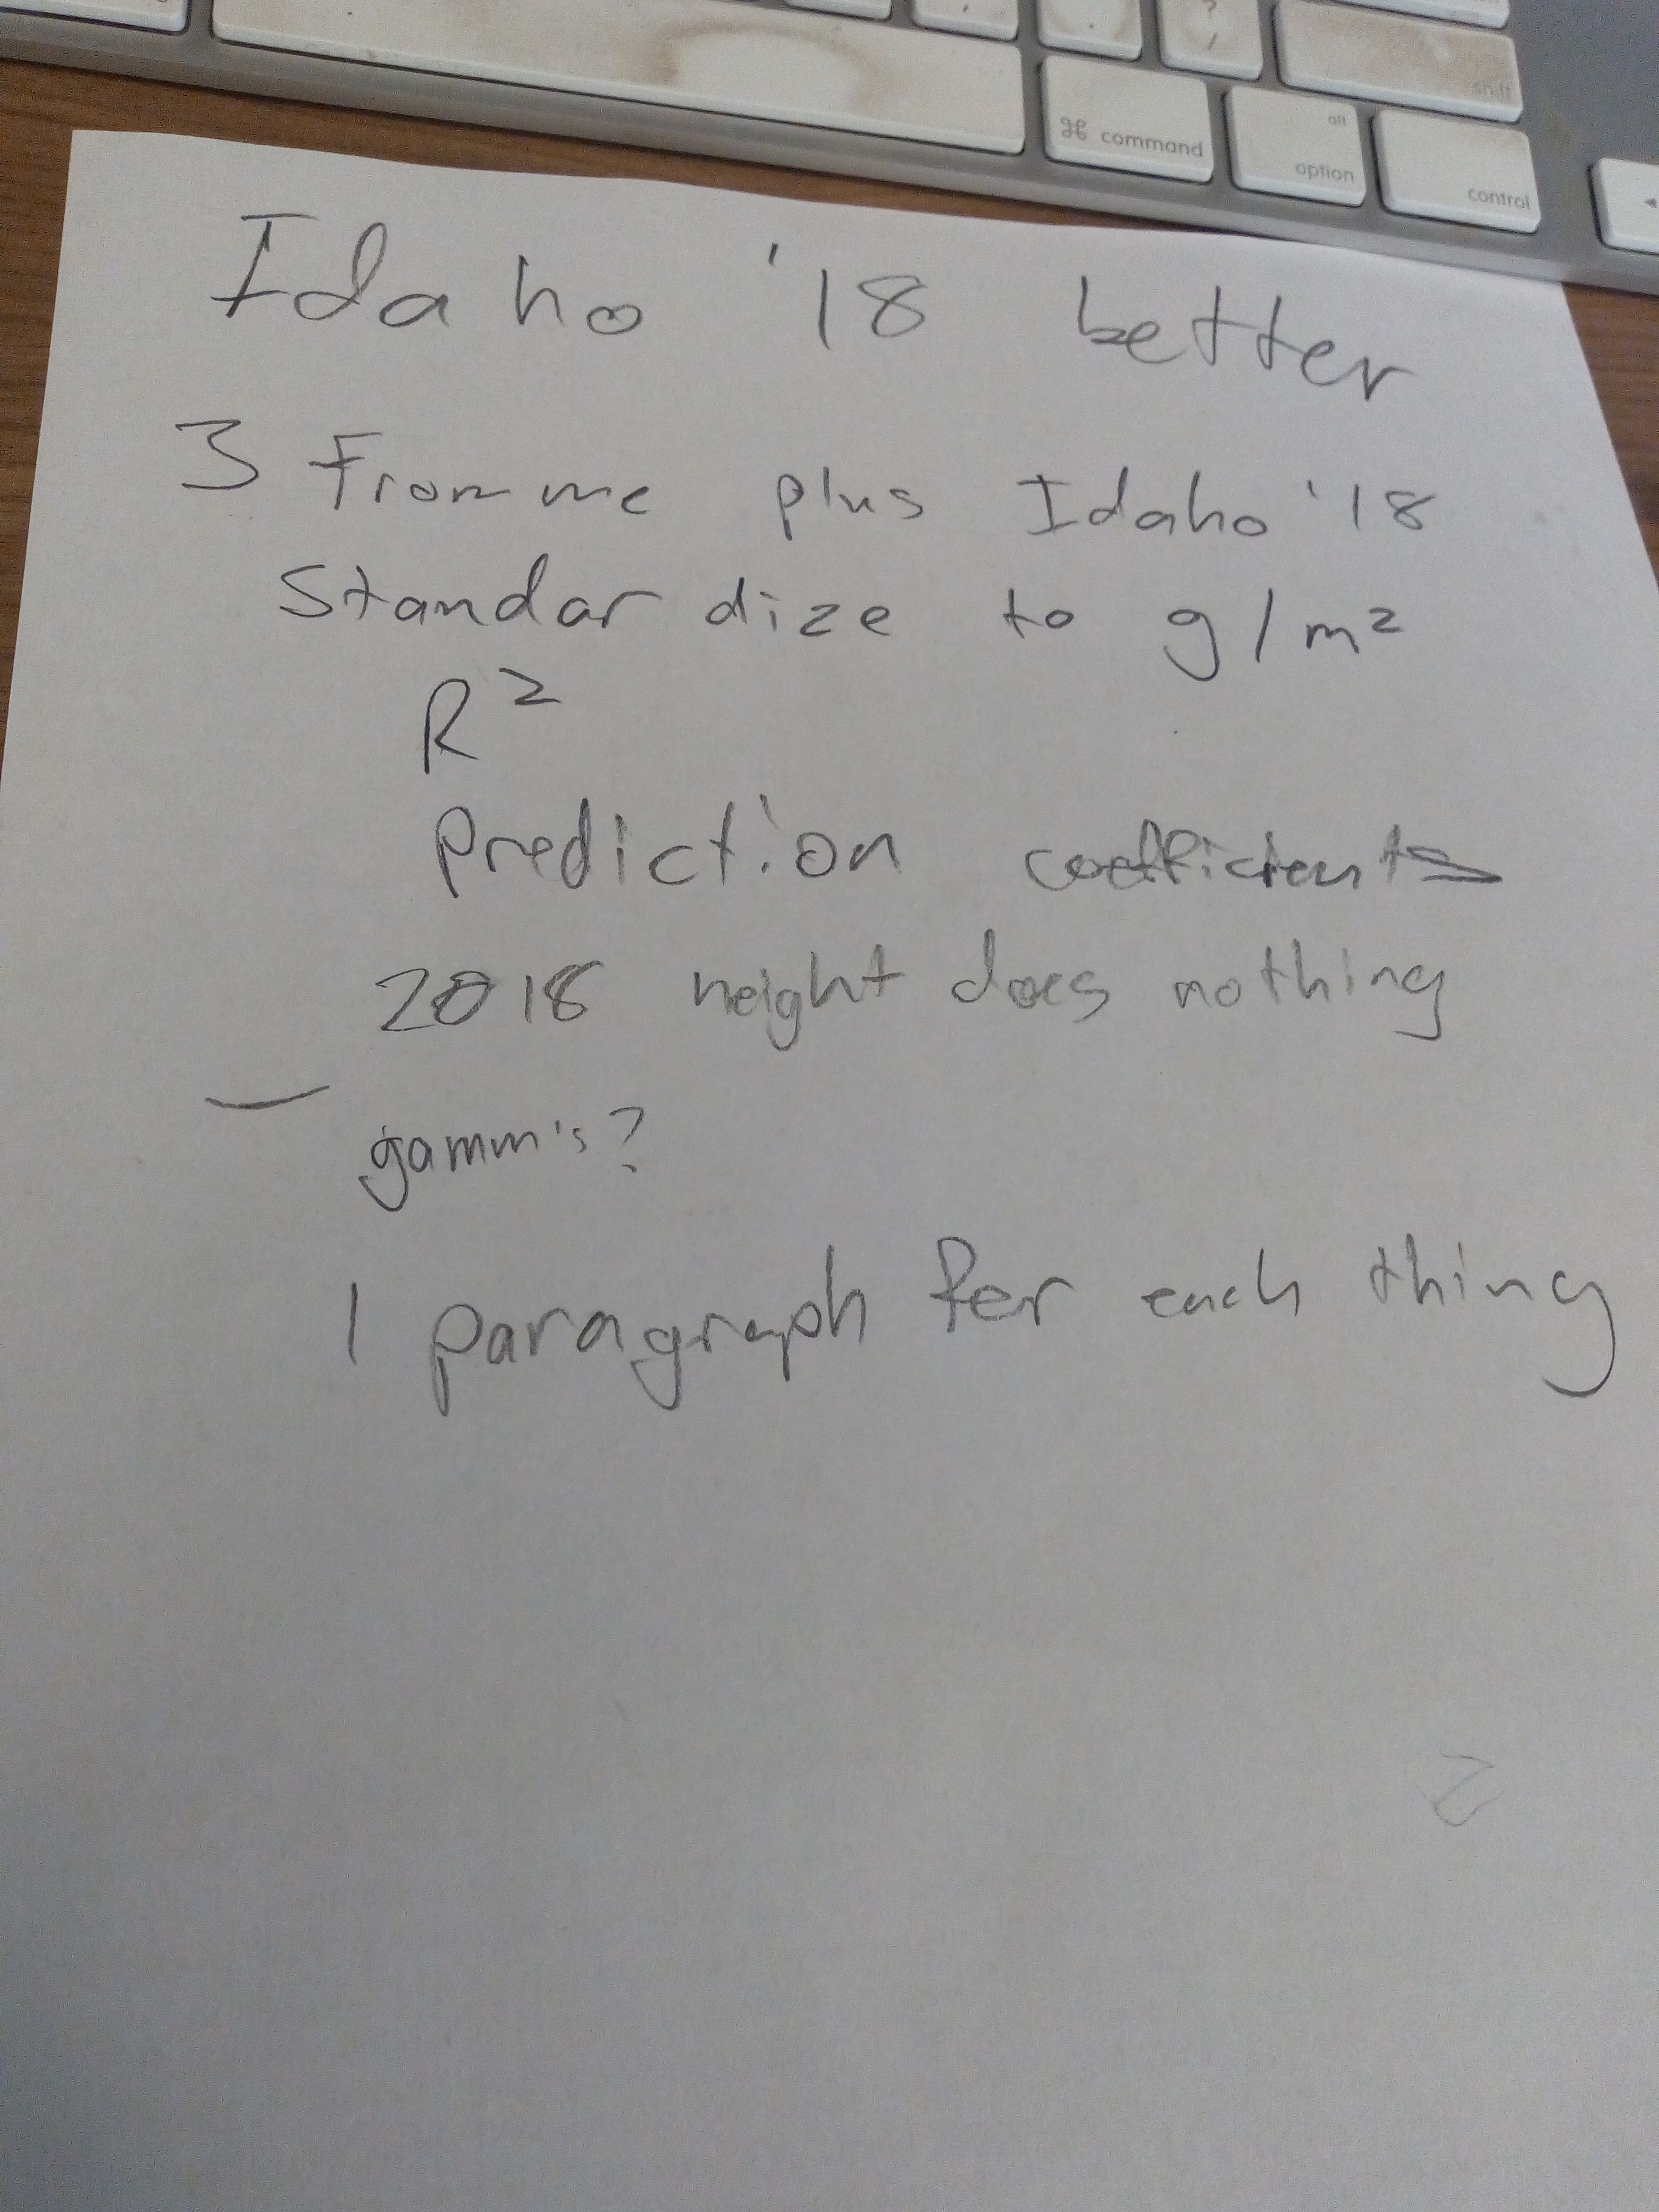 ? /
shift
⌘ command
alt
option
control
Idaho '18 better
3 From me plus Idaho '18
Standardize to g/m²
R²
Prediction coefficients
2018 height does nothing
gamm's?
1 paragraph for each thing